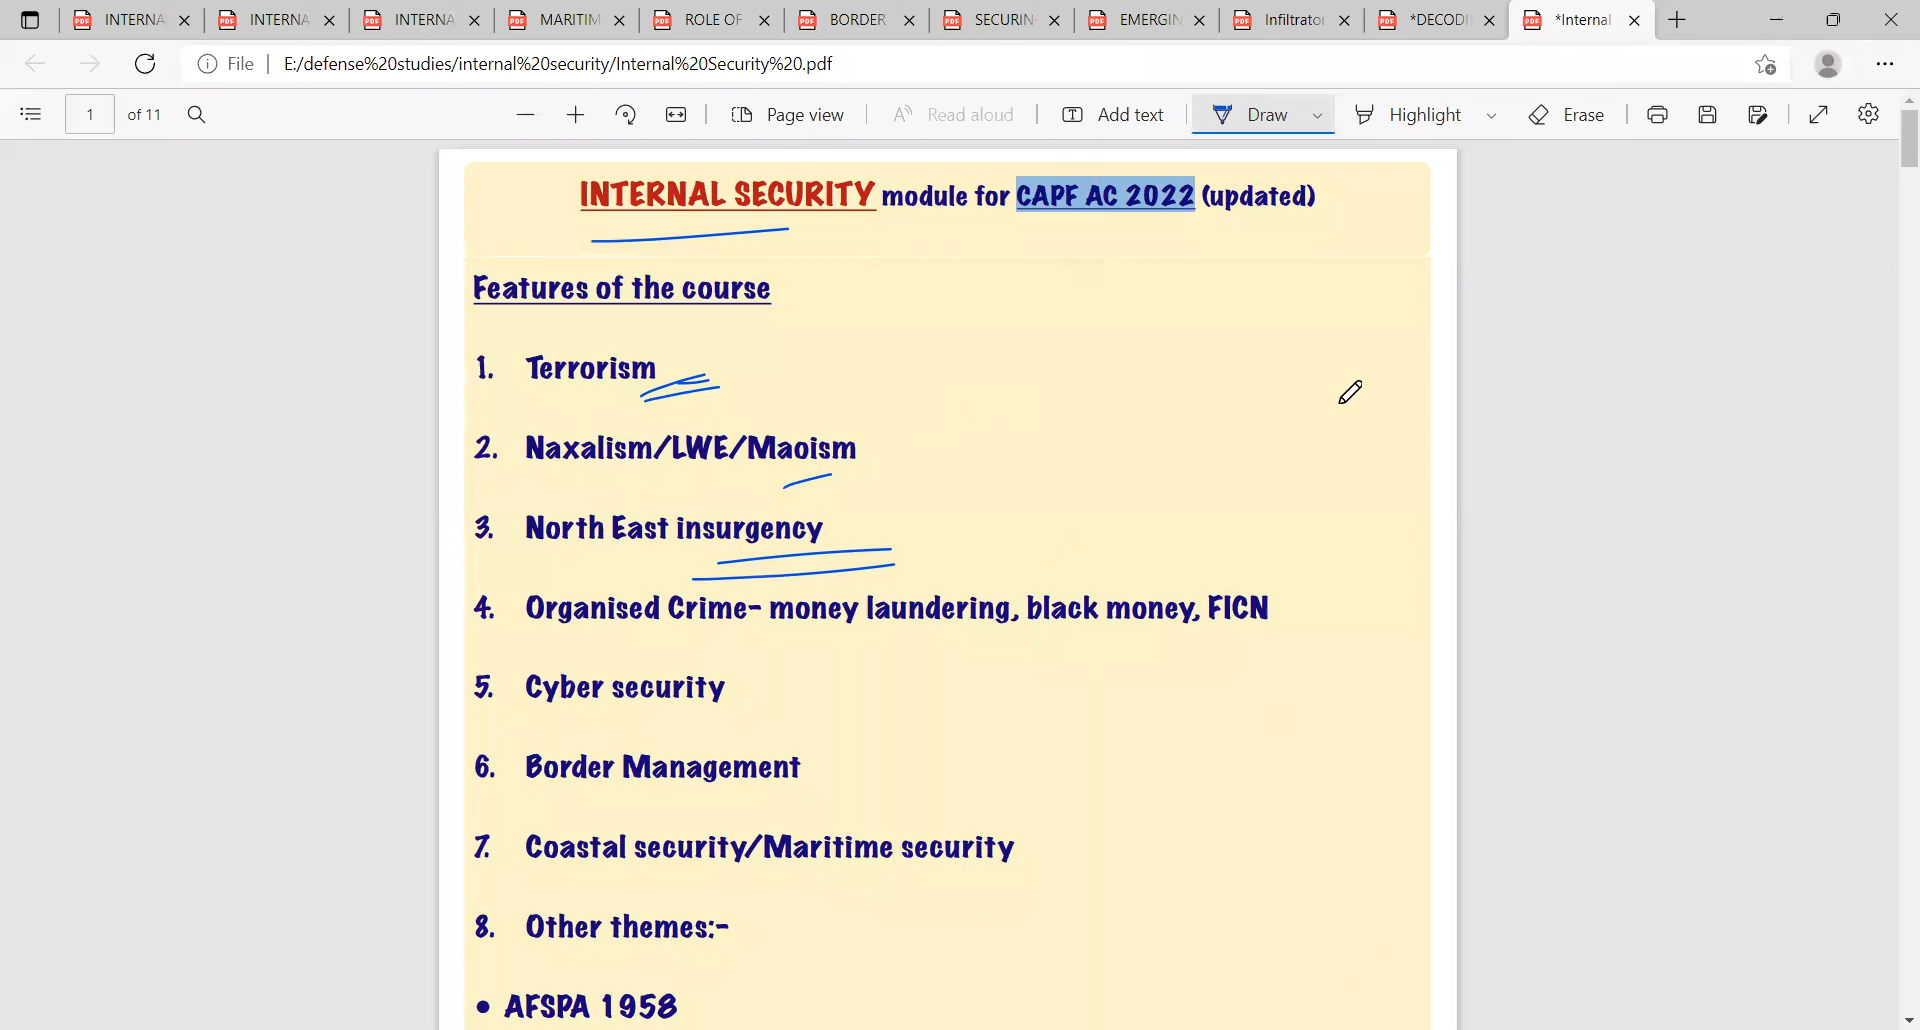 INTERNA INTERNA INTERNA MARITIM ROLE OF BORDER SECURIN EMERGIN Infiltrator *DECODI *Internal
File E:/defense%20studies/internal%20security/Internal%20Security%20.pdf
1 of 11 Page view Read aloud Add text Draw Highlight Erase
INTERNAL SECURITY module for CAPF AC 2022 (updated)
Features of the course
1. Terrorism
2. Naxalism/LWE/Maoism
3. North East insurgency
4. Organised Crime- money laundering, black money, FICN
5. Cyber security
6. Border Management
7. Coastal security/Maritime security
8. Other themes:-
• AFSPA 1958